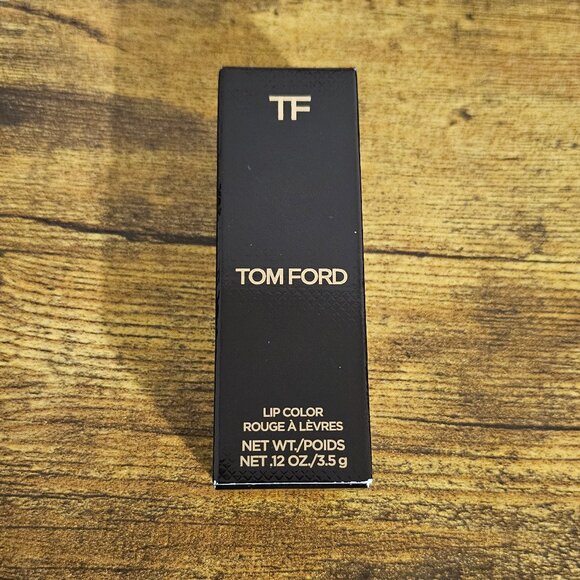 TF
TOM FORD
LIP COLOR
ROUGE À LÈVRES
NET WT./POIDS
NET .12 OZ./3.5 g